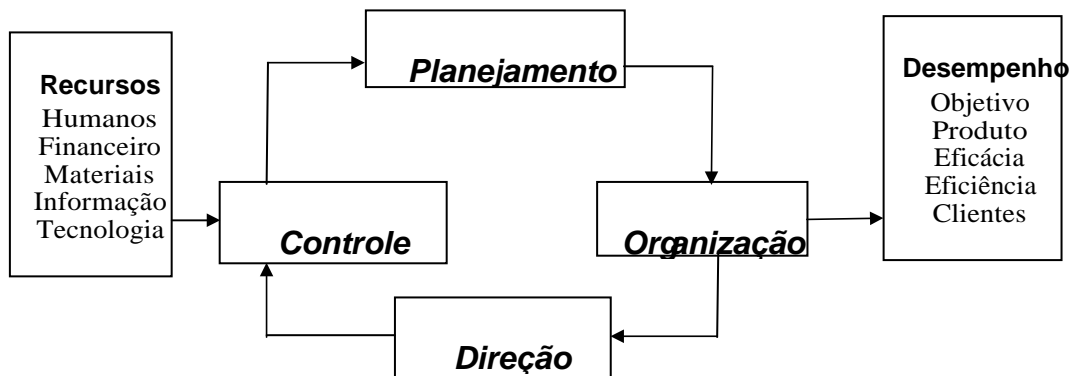 Recursos
Humanos
Financeiro
Materiais
Informação
Tecnologia
Planejamento
Controle
Organização
Direção
Desempenho
Objetivo
Produto
Eficácia
Eficiência
Clientes